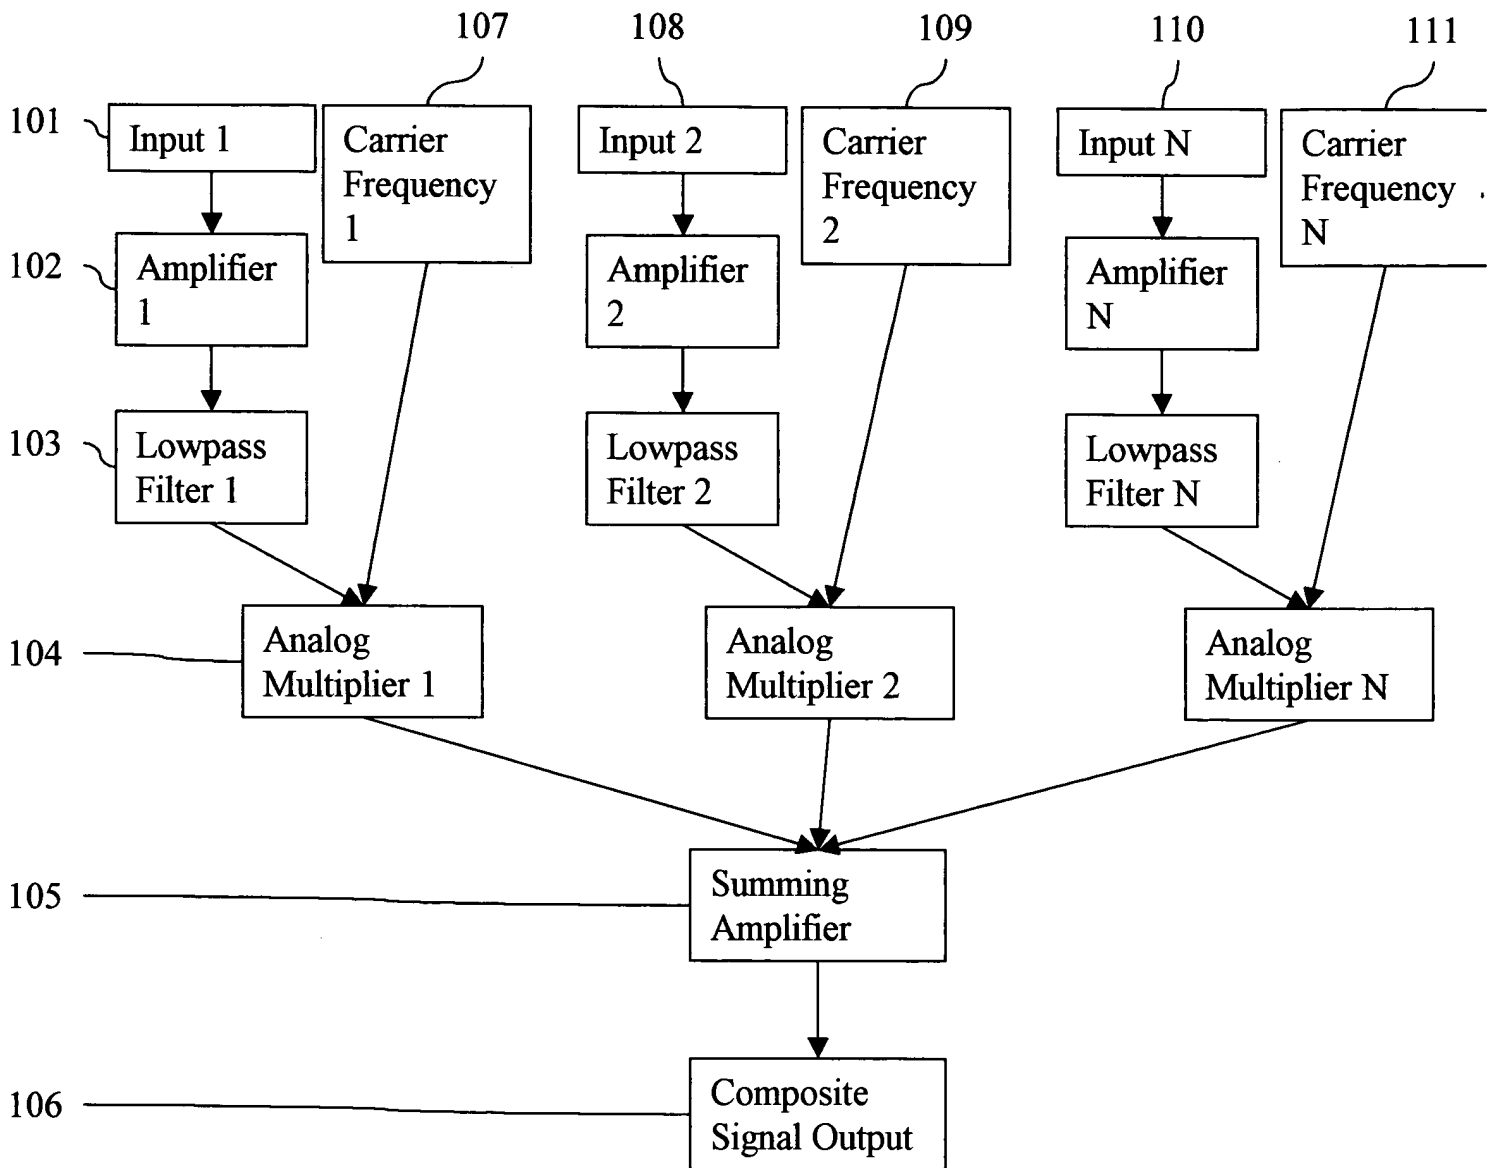 107
108
109
110
111
101
Input 1
Carrier
Frequency
1
Input 2
Carrier
Frequency
2
Input N
Carrier
Frequency
N
102
Amplifier
1
Amplifier
2
Amplifier
N
103
Lowpass
Filter 1
Lowpass
Filter 2
Lowpass
Filter N
104
Analog
Multiplier 1
Analog
Multiplier 2
Analog
Multiplier N
105
Summing
Amplifier
106
Composite
Signal Output